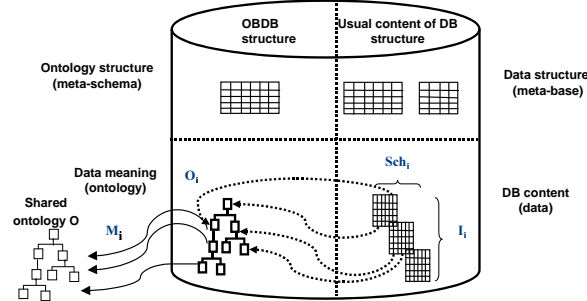 OBDB
structure
Usual content of DB
structure
Ontology structure
(meta-schema)
Data structure
(meta-base)
Data meaning
(ontology)
Oi
Schi
DB content
(data)
Shared
ontology O
Mi
Ii